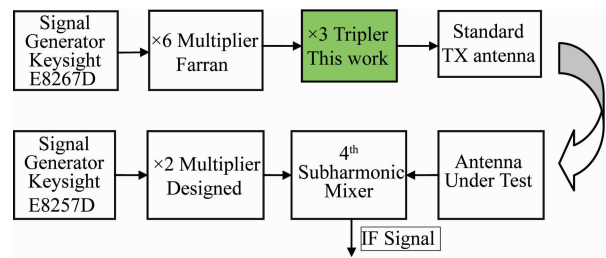 Signal
Generator
Keysight
E8267D
×6 Multiplier
Farran
×3 Tripler
This work
Standard
TX antenna
Signal
Generator
Keysight
E8257D
×2 Multiplier
Designed
4th
Subharmonic
Mixer
Antenna
Under Test
IF Signal